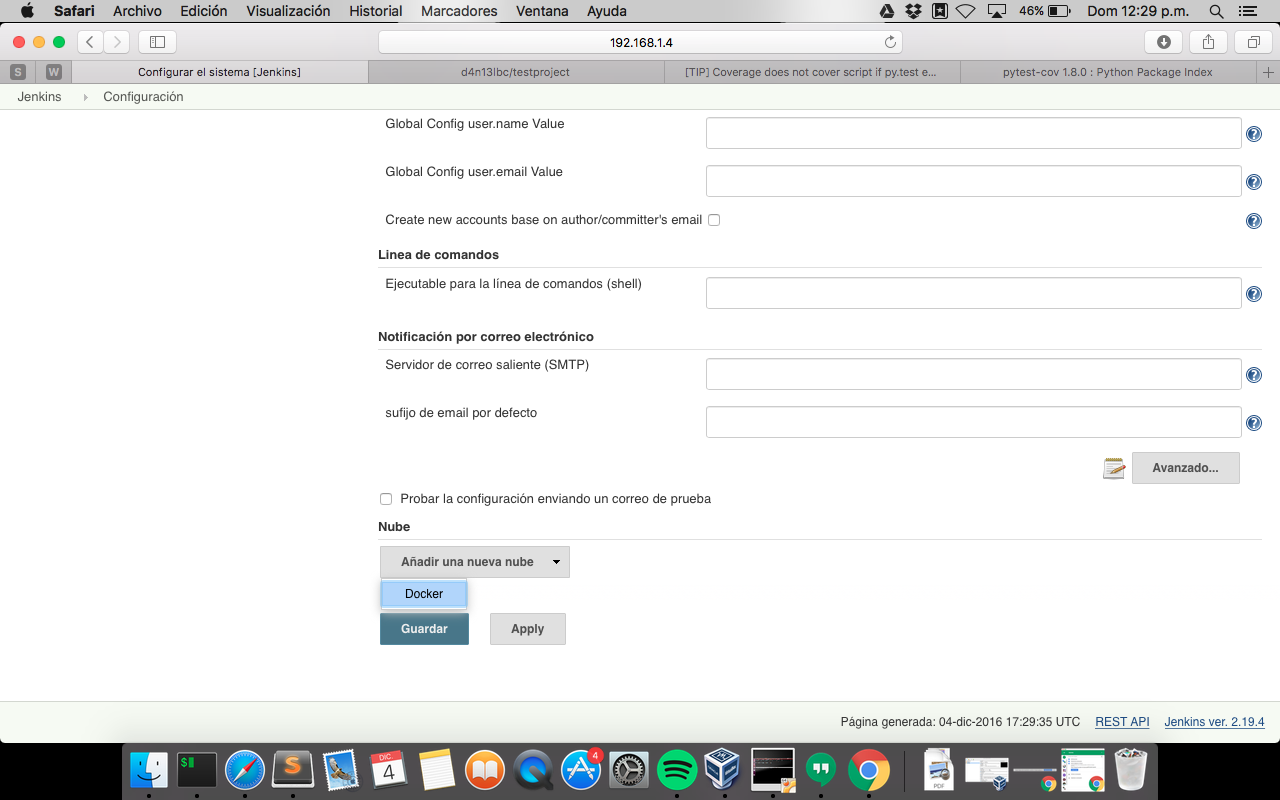 Safari Archivo Edición Visualización Historial Marcadores Ventana Ayuda 46% Dom 12:29 p.m.
192.168.1.4
S W Configurar el sistema [Jenkins] d4n13lbc/testproject [TIP] Coverage does not cover script if py.test e... pytest-cov 1.8.0 : Python Package Index
Jenkins Configuración
Global Config user.name Value
Global Config user.email Value
Create new accounts base on author/committer's email
Linea de comandos
Ejecutable para la línea de comandos (shell)
Notificación por correo electrónico
Servidor de correo saliente (SMTP)
sufijo de email por defecto
Avanzado...
Probar la configuración enviando un correo de prueba
Nube
Añadir una nueva nube
Docker
Guardar Apply
Página generada: 04-dic-2016 17:29:35 UTC REST API Jenkins ver. 2.19.4
$ S DIC. 4 4 PDF